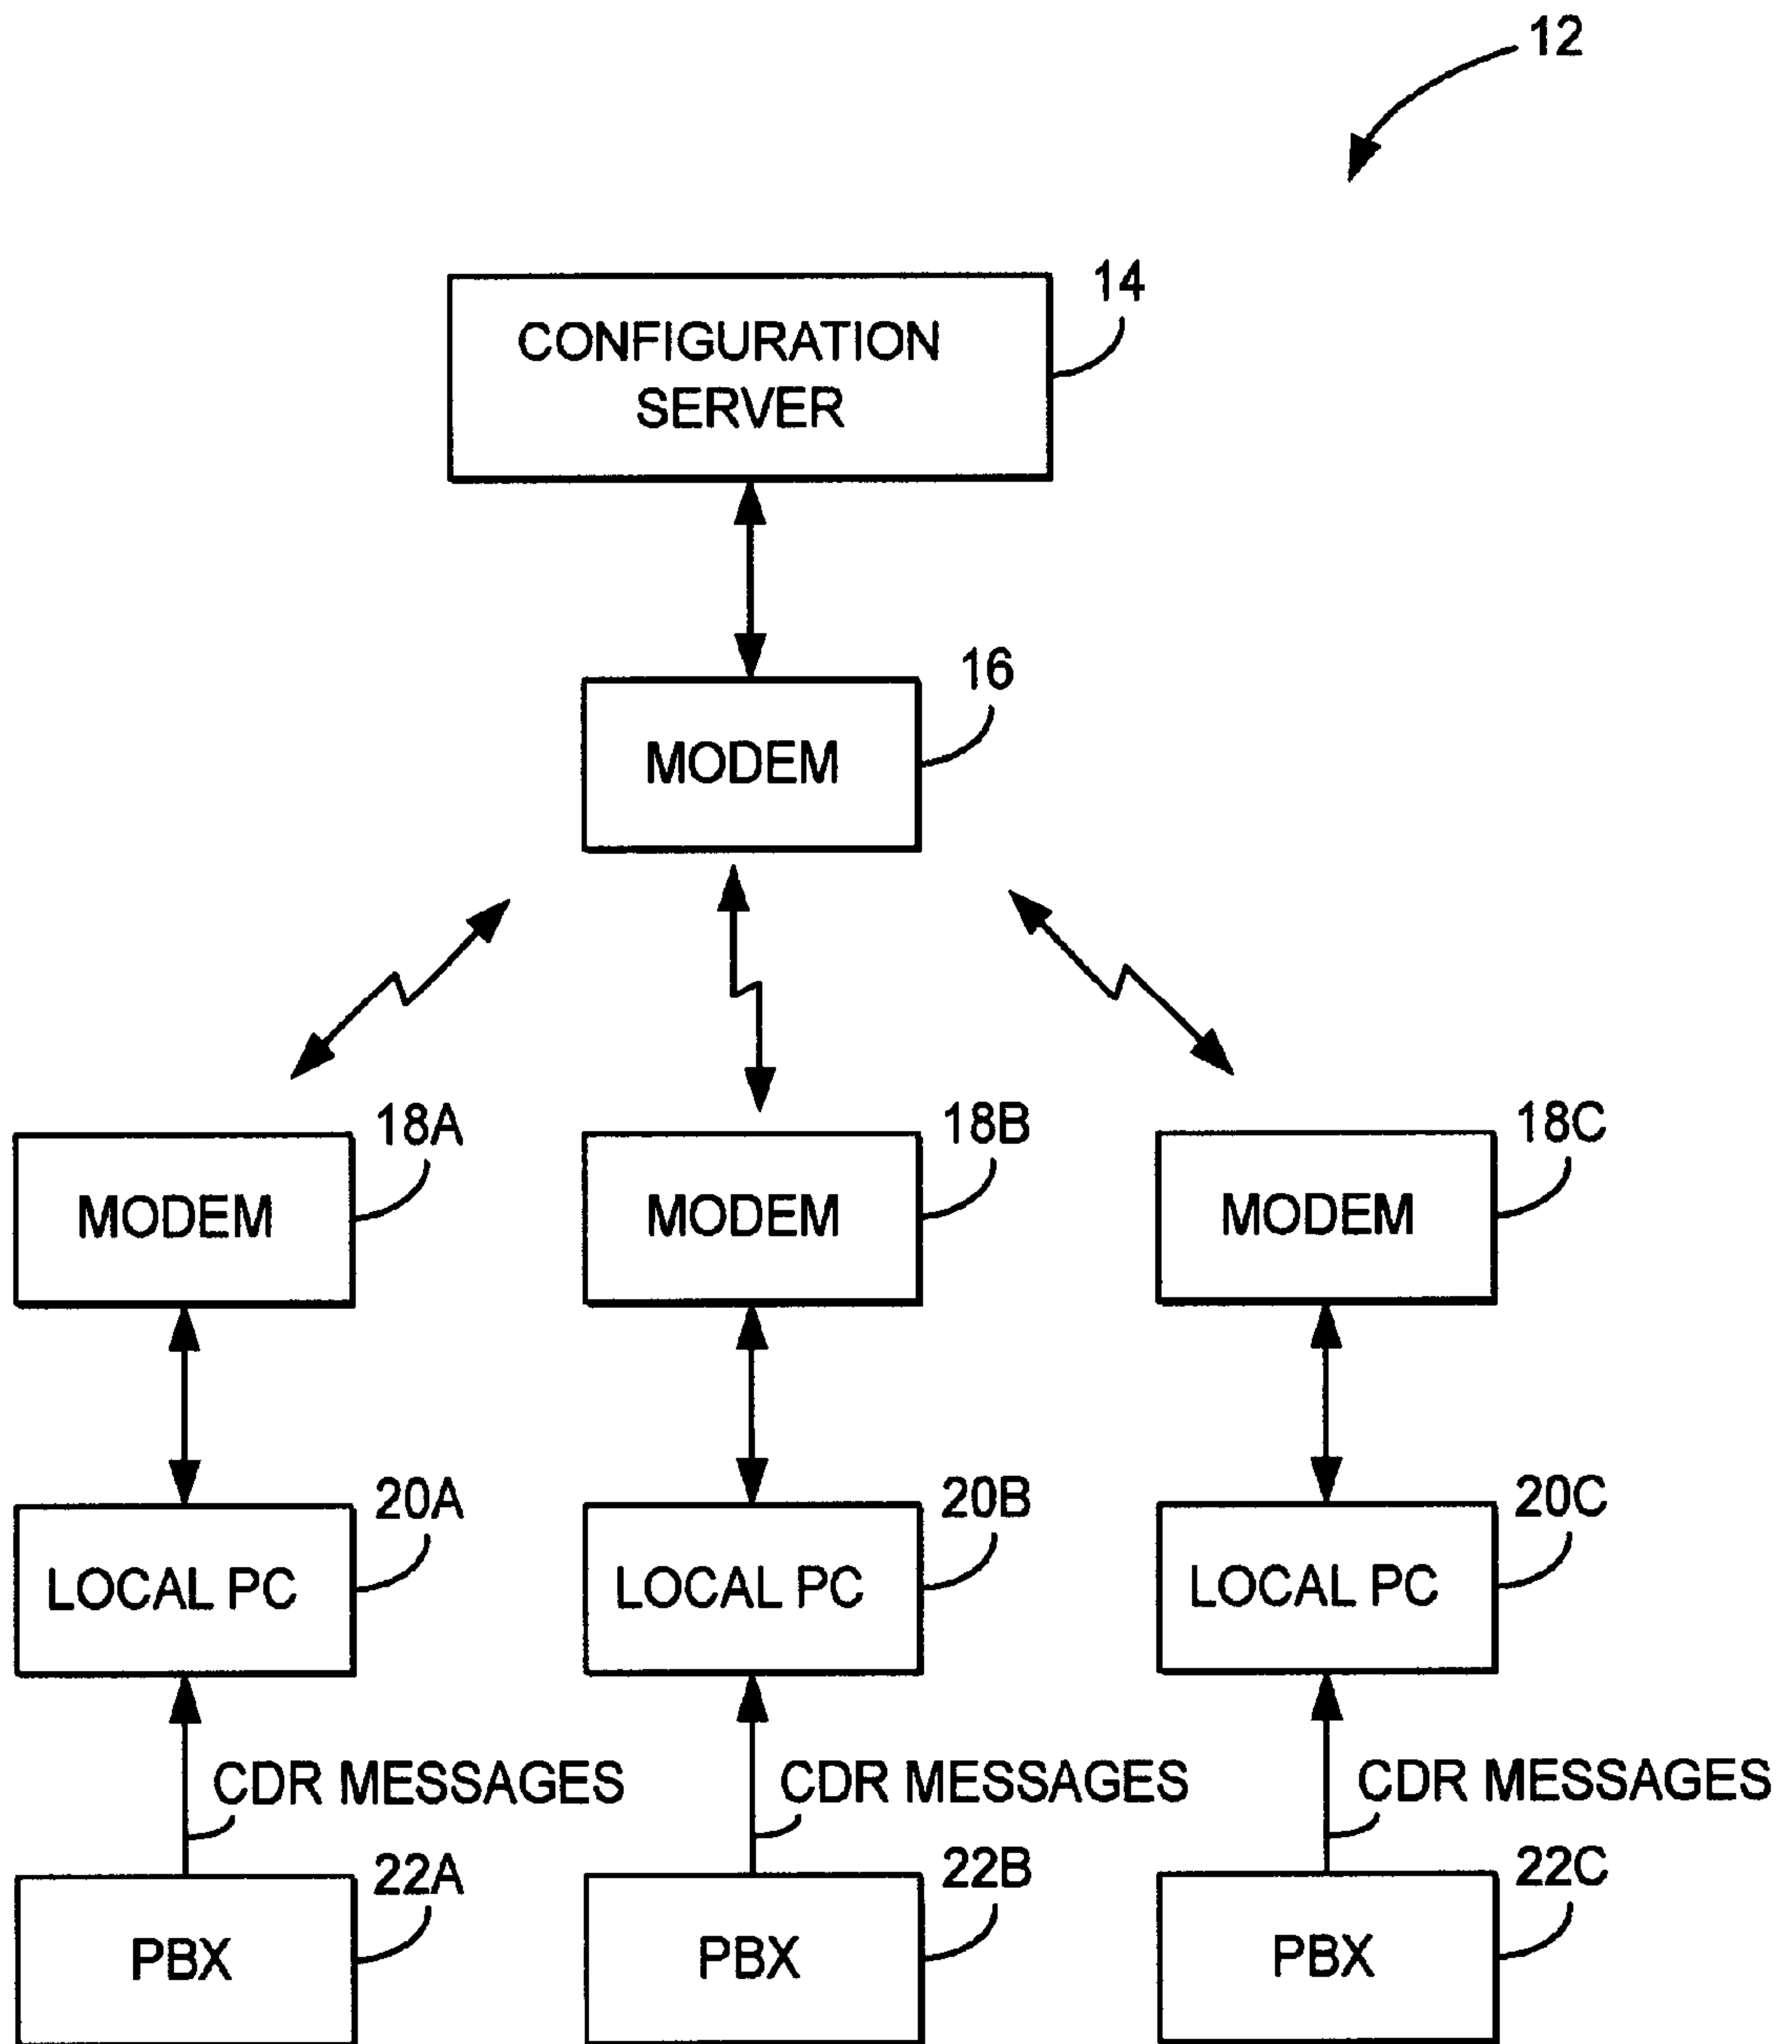 12
14
CONFIGURATION
SERVER
16
MODEM
18A
18B
18C
MODEM
MODEM
MODEM
20A
20B
20C
LOCAL PC
LOCAL PC
LOCAL PC
CDR MESSAGES
CDR MESSAGES
CDR MESSAGES
22A
22B
22C
PBX
PBX
PBX